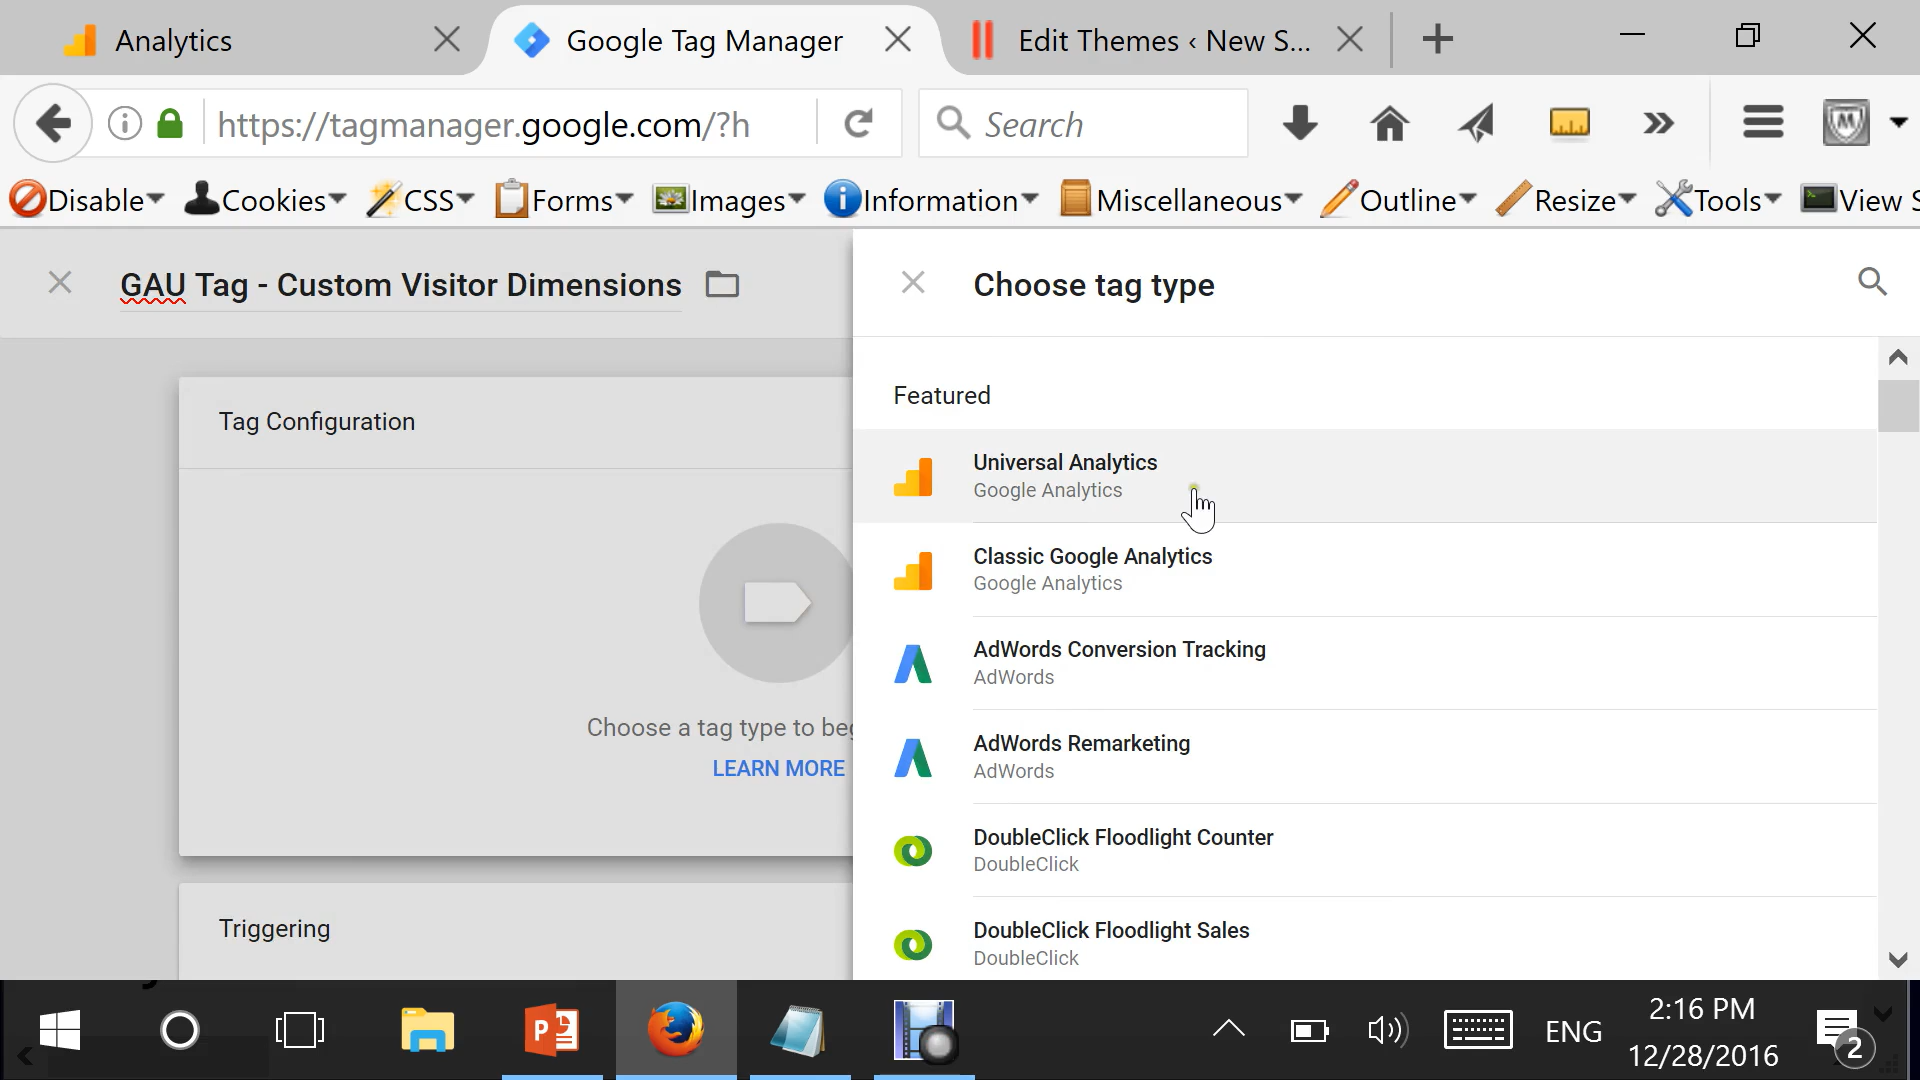 Analytics
Google Tag Manager
Edit Themes ‹ New S...
https://tagmanager.google.com/?h
Search
Disable
Cookies
CSS
Forms
Images
Information
Miscellaneous
Outline
Resize
Tools
View S
GAU Tag - Custom Visitor Dimensions
Choose tag type
Tag Configuration
Featured
Universal Analytics
Google Analytics
Classic Google Analytics
Google Analytics
AdWords Conversion Tracking
AdWords
Choose a tag type to be
LEARN MORE
AdWords Remarketing
AdWords
DoubleClick Floodlight Counter
DoubleClick
Triggering
DoubleClick Floodlight Sales
DoubleClick
ENG
2:16 PM
12/28/2016
2